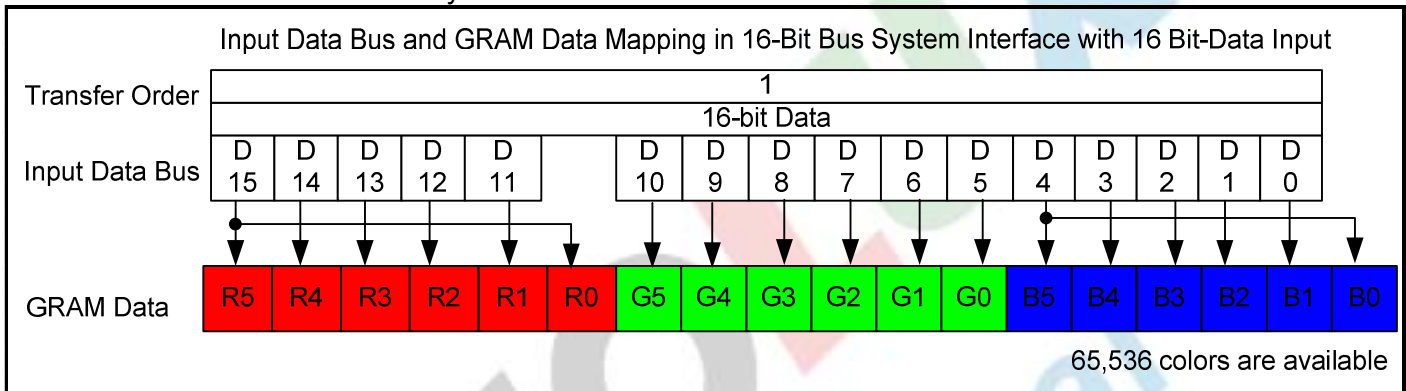 Input Data Bus and GRAM Data Mapping in 16-Bit Bus System Interface with 16 Bit-Data Input
Transfer Order 1
16-bit Data
Input Data Bus D 15 D 14 D 13 D 12 D 11 D 10 D 9 D 8 D 7 D 6 D 5 D 4 D 3 D 2 D 1 D 0
GRAM Data R5 R4 R3 R2 R1 R0 G5 G4 G3 G2 G1 G0 B5 B4 B3 B2 B1 B0
65,536 colors are available